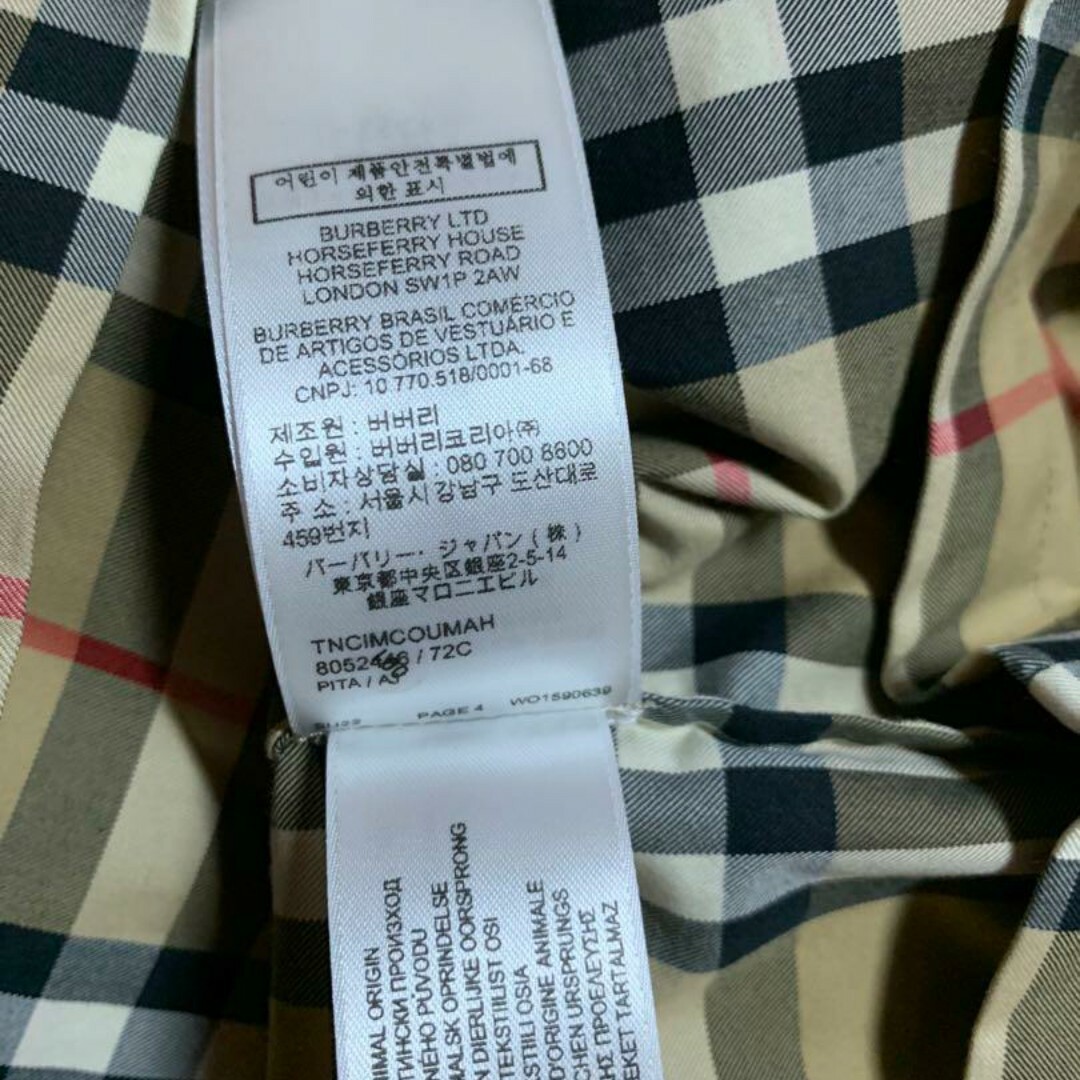 어린이 제품안전특별법에
의한 표시
BURBERRY LTD
HORSEFERRY HOUSE
HORSEFERRY ROAD
LONDON SW1P 2AW
BURBERRY BRASIL COMÉRCIO
DE ARTIGOS DE VESTUÁRIO E
ACESSÓRIOS LTDA.
CNPJ: 10 770.518/0001-68
제조원 : 버버리
수입원 : 버버리코리아(주)
소비자상담실 : 080 700 8800
주 소 : 서울시 강남구 도산대로
459번지
バーバリー・ジャパン(株)
東京都中央区銀座2-5-14
銀座マロニエビル
TNCIMCOUMAH
/ 72C
PITA /
PAGE 4 WO1590639
NIMAL ORIGIN
ПРОИЗХОД
PŮVODU
OPRINDELSE
DIERLIJKE OORSPRONG
TEKSTIILIST OSI
OSIA
D'ORIGINE ANIMALE
URSPRUNGS
ΠΡΟΕΛΕΥΣΗΣ
TARTALMAZ